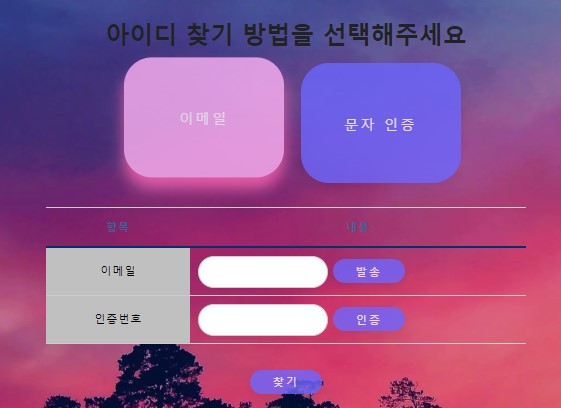 아이디 찾기 방법을 선택해주세요
이메일
문자 인증
항목 내용
이메일 발송
인증번호 인증
찾기